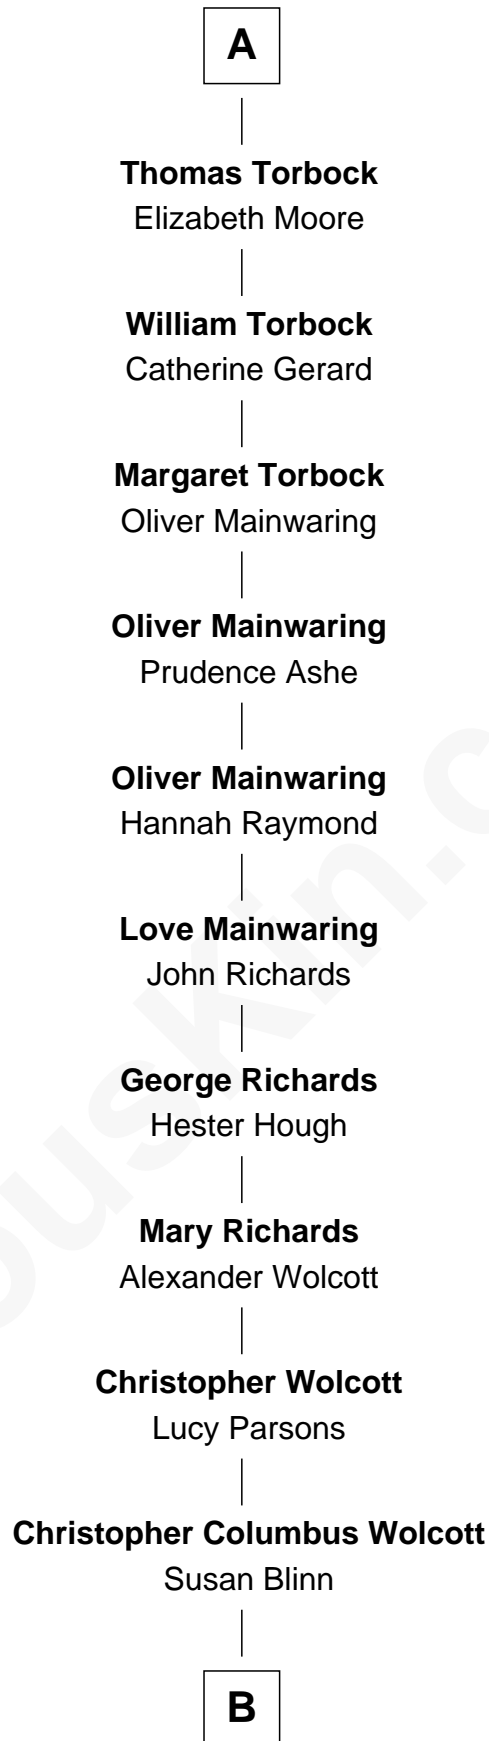 A
Thomas Torbock
Elizabeth Moore
William Torbock
Catherine Gerard
Margaret Torbock
Oliver Mainwaring
Oliver Mainwaring
Prudence Ashe
Oliver Mainwaring
Hannah Raymond
Love Mainwaring
John Richards
George Richards
Hester Hough
Mary Richards
Alexander Wolcott
Christopher Wolcott
Lucy Parsons
Christopher Columbus Wolcott
Susan Blinn
B